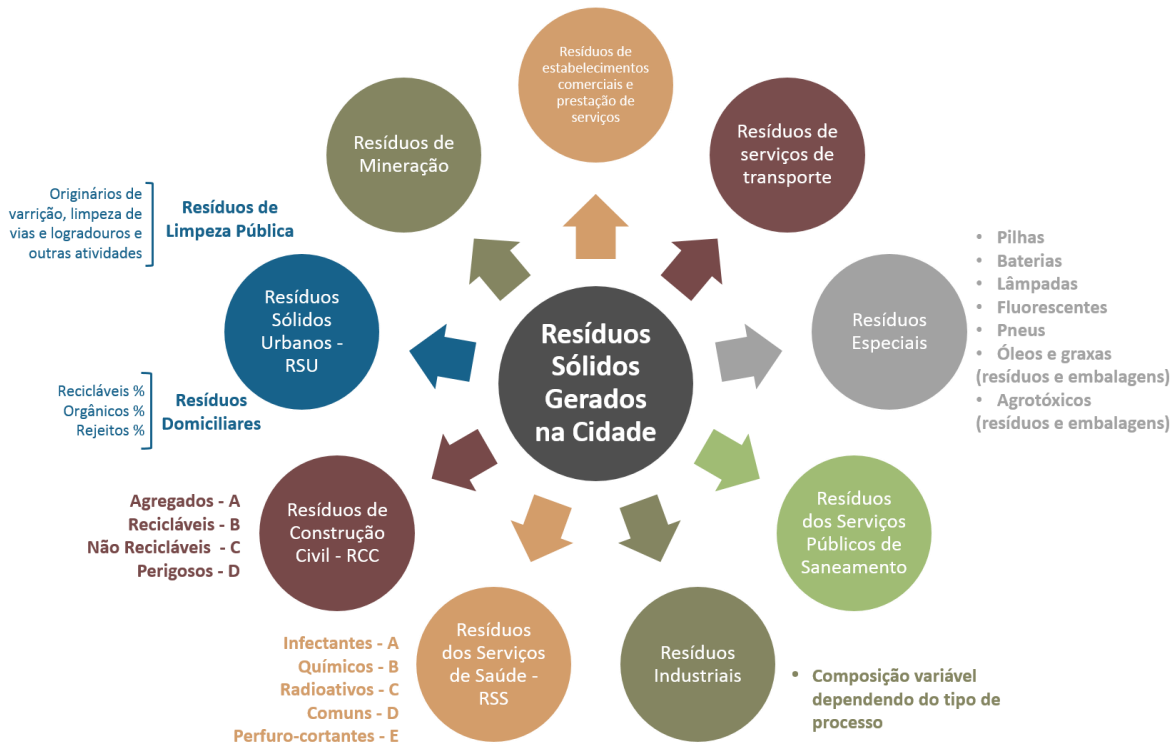 Resíduos de
estabelecimentos
comerciais e
prestação de
serviços
Resíduos de
serviços de
transporte
Resíduos
Especiais
• Pilhas
• Baterias
• Lâmpadas
• Fluorescentes
• Pneus
• Óleos e graxas
(resíduos e embalagens)
• Agrotóxicos
(resíduos e embalagens)
Resíduos
dos Serviços
Públicos de
Saneamento
Resíduos
Industriais
• Composição variável
dependendo do tipo de
processo
Resíduos
dos Serviços
de Saúde -
RSS
Infectantes - A
Químicos - B
Radioativos - C
Comuns - D
Perfuro-cortantes - E
Resíduos de
Construção
Civil - RCC
Agregados - A
Recicláveis - B
Não Recicláveis - C
Perigosos - D
Resíduos
Sólidos
Urbanos -
RSU
Resíduos de
Limpeza Pública
Originários de
varrição, limpeza de
vias e logradouros e
outras atividades
Resíduos
Domiciliares
Recicláveis %
Orgânicos %
Rejeitos %
Resíduos de
Mineração
Resíduos
Sólidos
Gerados
na Cidade